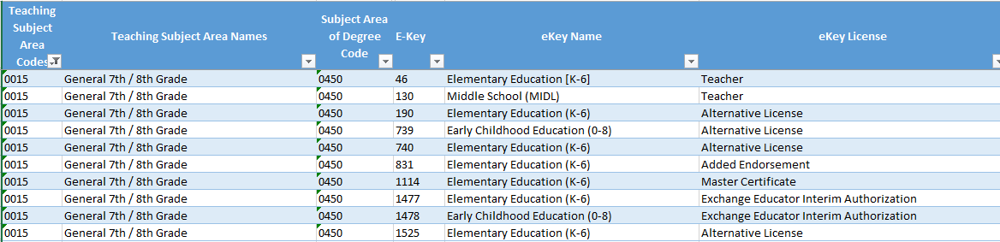 Teaching Subject Area Codes Teaching Subject Area Names Subject Area of Degree Code E-Key eKey Name eKey License
0015 General 7th / 8th Grade 0450 46 Elementary Education [K-6] Teacher
0015 General 7th / 8th Grade 0450 130 Middle School (MIDL) Teacher
0015 General 7th / 8th Grade 0450 190 Elementary Education (K-6) Alternative License
0015 General 7th / 8th Grade 0450 739 Early Childhood Education (0-8) Alternative License
0015 General 7th / 8th Grade 0450 740 Elementary Education (K-6) Alternative License
0015 General 7th / 8th Grade 0450 831 Elementary Education (K-6) Added Endorsement
0015 General 7th / 8th Grade 0450 1114 Elementary Education (K-6) Master Certificate
0015 General 7th / 8th Grade 0450 1477 Elementary Education (K-6) Exchange Educator Interim Authorization
0015 General 7th / 8th Grade 0450 1478 Early Childhood Education (0-8) Exchange Educator Interim Authorization
0015 General 7th / 8th Grade 0450 1525 Elementary Education (K-6) Alternative License